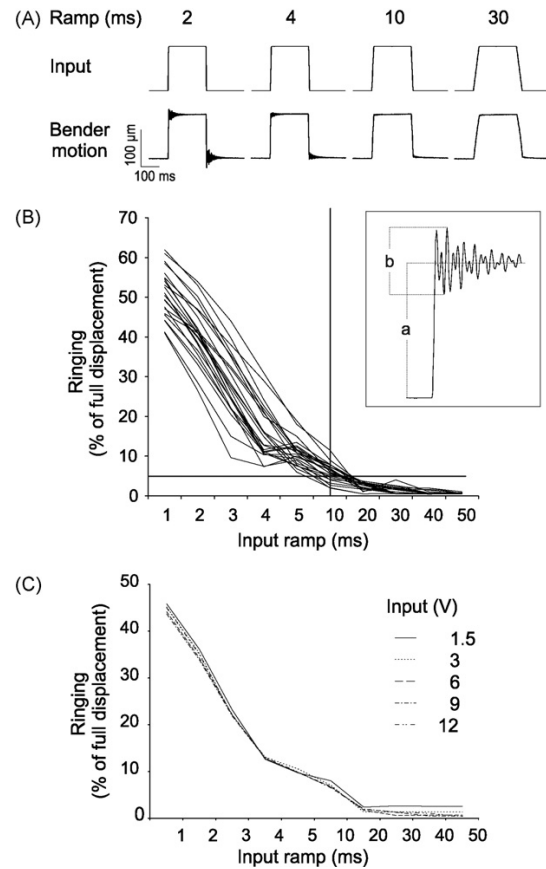 (A) Ramp (ms) 2 4 10 30
Input
Bender
motion
100 µm
100 ms
(B)
Ringing
(% of full displacement)
70
60
50
40
30
20
10
0
1 2 3 4 5 10 20 30 40 50
Input ramp (ms)
b
a
(C)
Ringing
(% of full displacement)
50
40
30
20
10
0
1 2 3 4 5 10 20 30 40 50
Input ramp (ms)
Input (V)
1.5
3
6
9
12